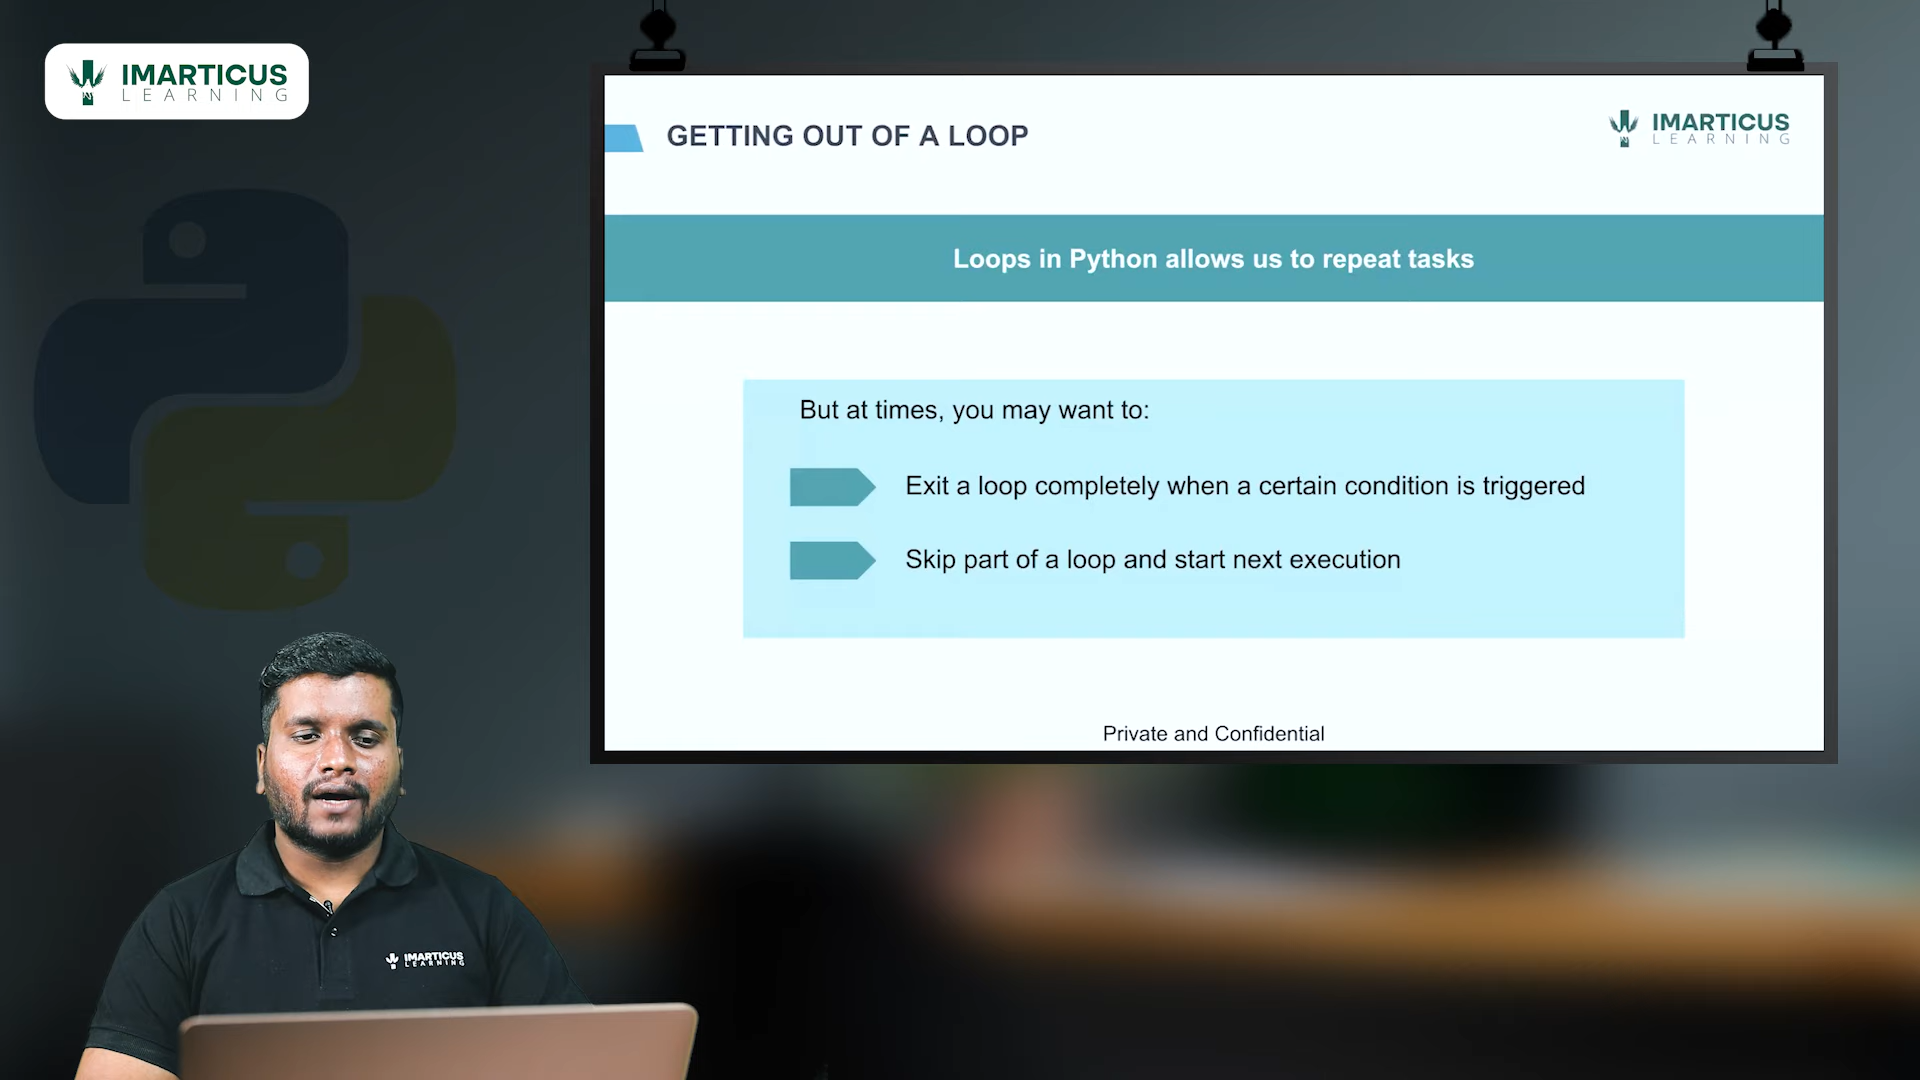 IMARTICUS
LEARNING
GETTING OUT OF A LOOP
IMARTICUS
LEARNING
Loops in Python allows us to repeat tasks
But at times, you may want to:
Exit a loop completely when a certain condition is triggered
Skip part of a loop and start next execution
Private and Confidential
IMARTICUS
LEARNING